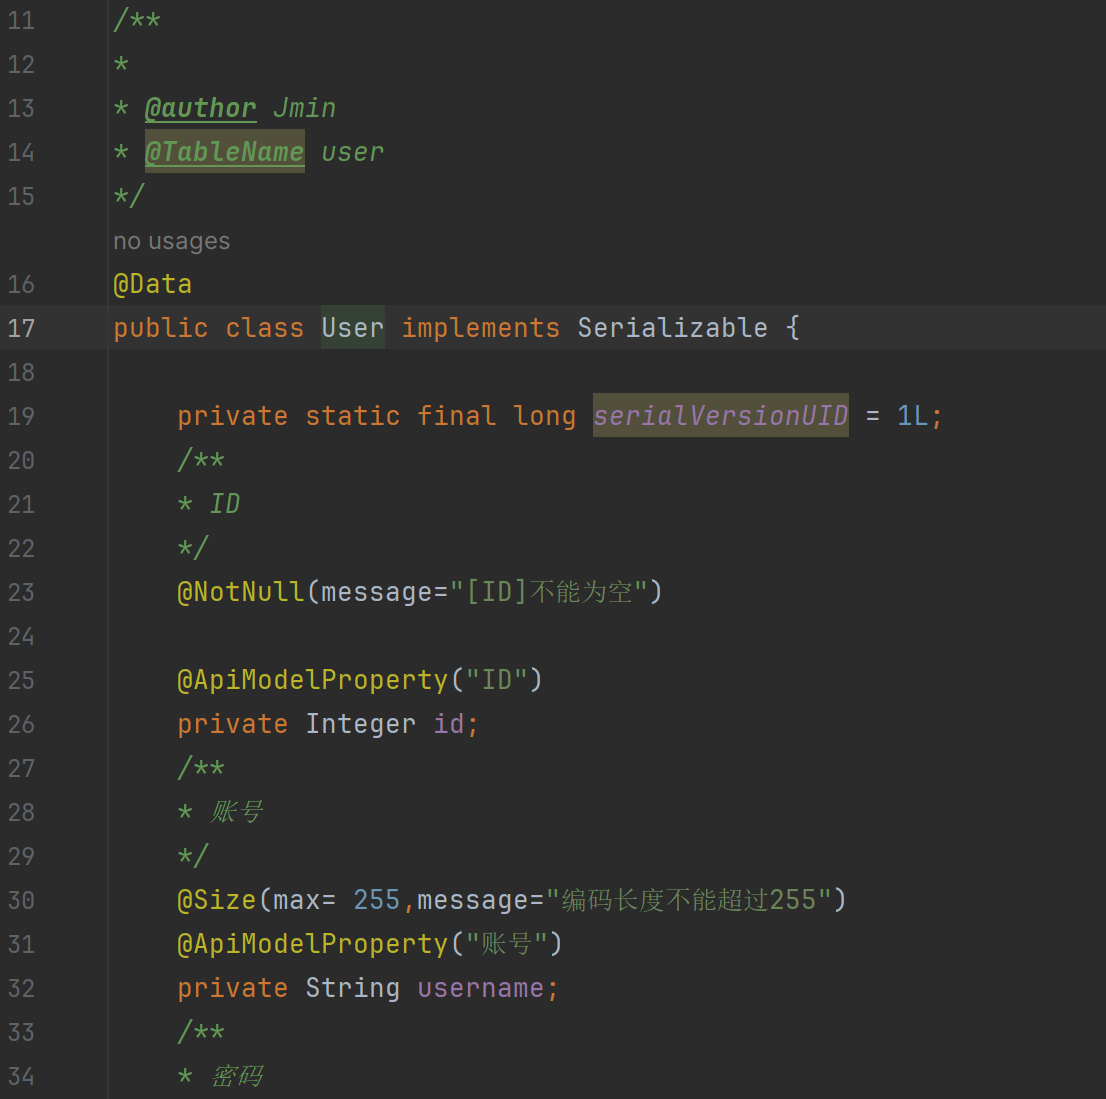 11 /**
12 *
13 * @author Jmin
14 * @TableName user
15 */
no usages
16 @Data
17 public class User implements Serializable {
18
19 private static final long serialVersionUID = 1L;
20 /**
21 * ID
22 */
23 @NotNull(message="[ID]不能为空")
24
25 @ApiModelProperty("ID")
26 private Integer id;
27 /**
28 * 账号
29 */
30 @Size(max= 255,message="编码长度不能超过255")
31 @ApiModelProperty("账号")
32 private String username;
33 /**
34 * 密码